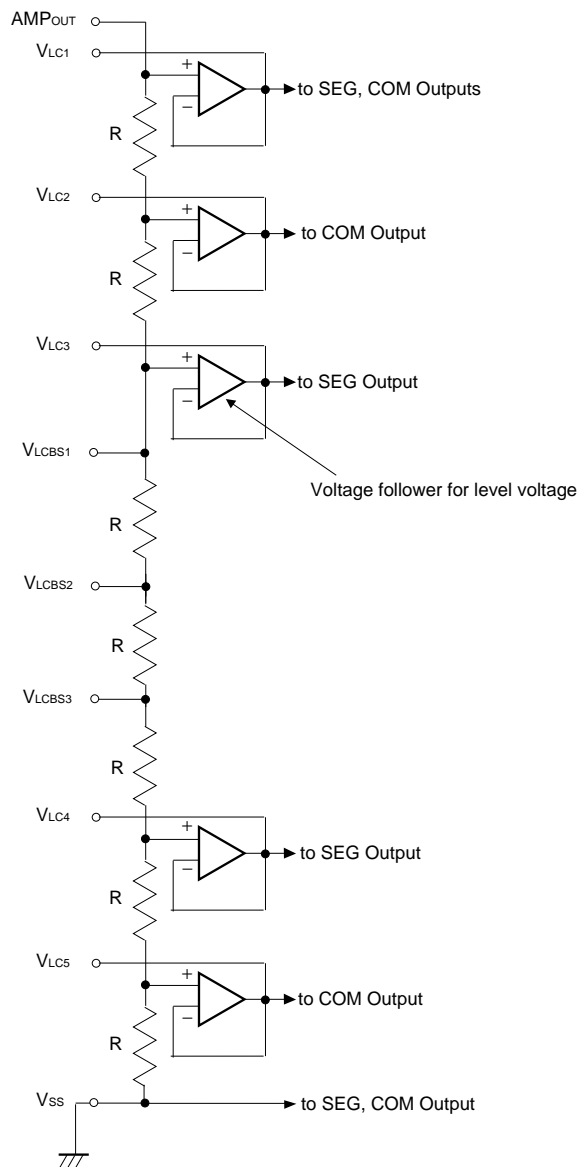 AMPOUT
VLC1
+
−
to SEG, COM Outputs
R
VLC2
+
−
to COM Output
R
VLC3
+
−
to SEG Output
VLCBS1
Voltage follower for level voltage
R
VLCBS2
R
VLCBS3
R
VLC4
+
−
to SEG Output
R
VLC5
+
−
to COM Output
R
VSS
to SEG, COM Output